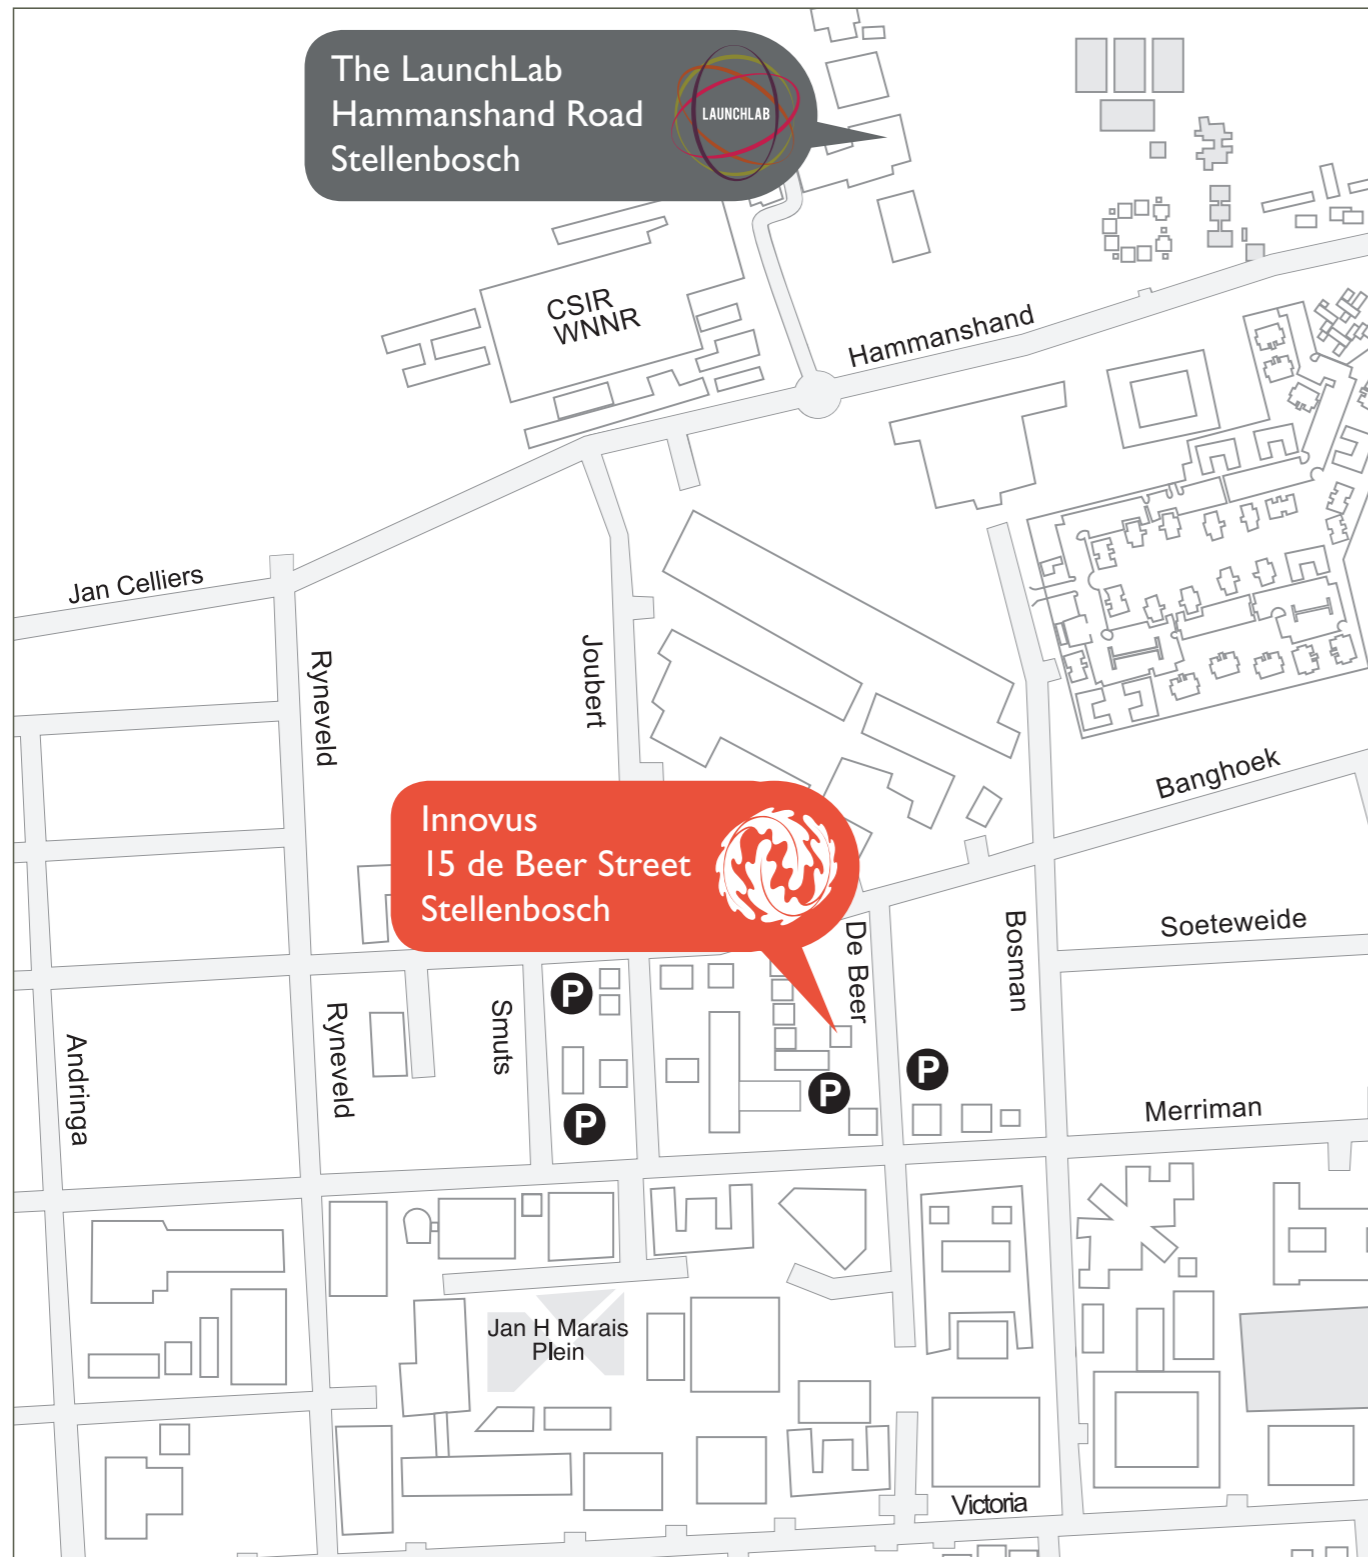 The LaunchLab
Hammanshand Road
Stellenbosch
LAUNCHLAB
CSIR
WNNR
Hammanshand
Jan Celliers
Ryneveld
Joubert
Banghoek
Innovus
15 de Beer Street
Stellenbosch
De Beer
Bosman
Soeteweide
P
Ryneveld
Smuts
Andringa
P
P
P
Merriman
Jan H Marais
Plein
Victoria